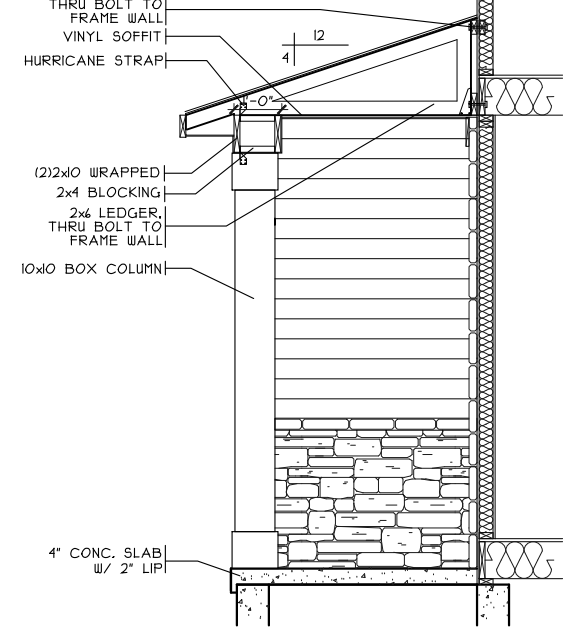 THRU BOLT TO
FRAME WALL
VINYL SOFFIT
12
4
HURRICANE STRAP
1'-0"
(2)2x10 WRAPPED
2x4 BLOCKING
2x6 LEDGER,
THRU BOLT TO
FRAME WALL
10x10 BOX COLUMN
4" CONC. SLAB
W/ 2" LIP